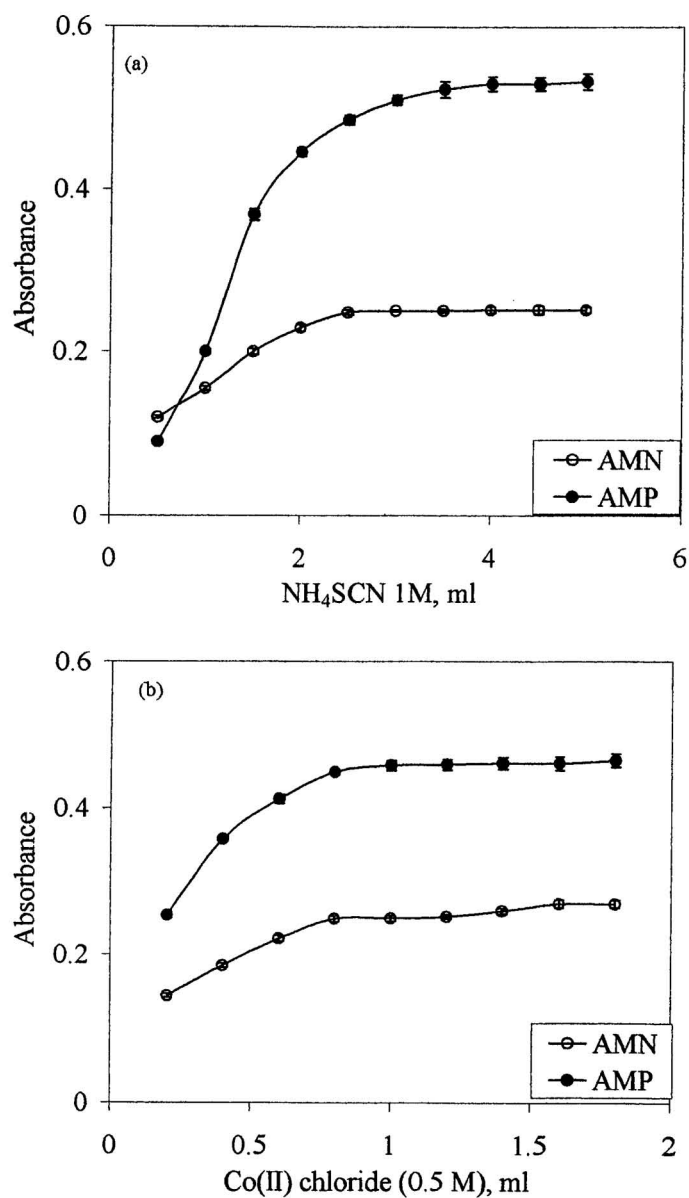 (a)
0.6
0.4
0.2
0
Absorbance
AMN
AMP
0 2 4 6
NH₄SCN 1M, ml
(b)
0.6
0.4
0.2
0
Absorbance
AMN
AMP
0 0.5 1 1.5 2
Co(II) chloride (0.5 M), ml